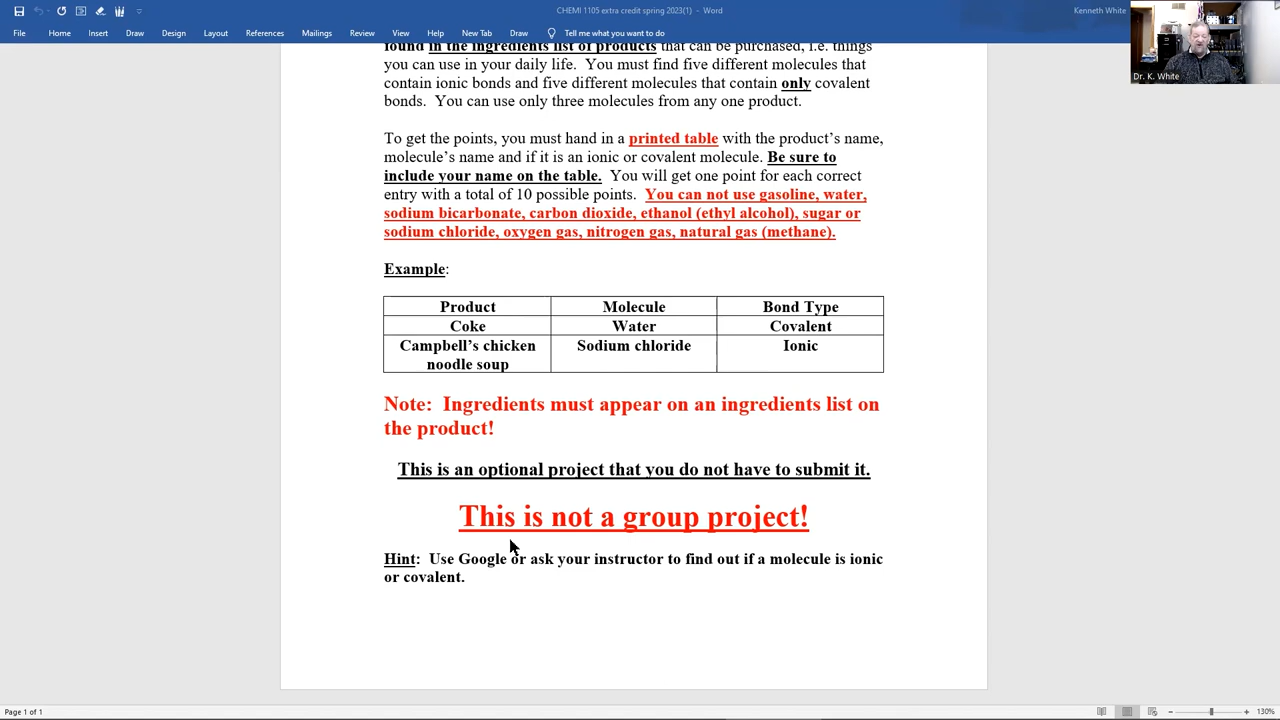 CHEMI 1105 extra credit spring 2023(1) - Word
Kenneth White
File Home Insert Draw Design Layout References Mailings Review View Help New Tab Draw Tell me what you want to do
Dr. K. White
found in the ingredients list of products that can be purchased, i.e. things
you can use in your daily life. You must find five different molecules that
contain ionic bonds and five different molecules that contain only covalent
bonds. You can use only three molecules from any one product.
To get the points, you must hand in a printed table with the product's name,
molecule's name and if it is an ionic or covalent molecule. Be sure to
include your name on the table. You will get one point for each correct
entry with a total of 10 possible points. You can not use gasoline, water,
sodium bicarbonate, carbon dioxide, ethanol (ethyl alcohol), sugar or
sodium chloride, oxygen gas, nitrogen gas, natural gas (methane).
Example:
Product Molecule Bond Type
Coke Water Covalent
Campbell's chicken Sodium chloride Ionic
noodle soup
Note: Ingredients must appear on an ingredients list on
the product!
This is an optional project that you do not have to submit it.
This is not a group project!
Hint: Use Google or ask your instructor to find out if a molecule is ionic
or covalent.
Page 1 of 1
130%